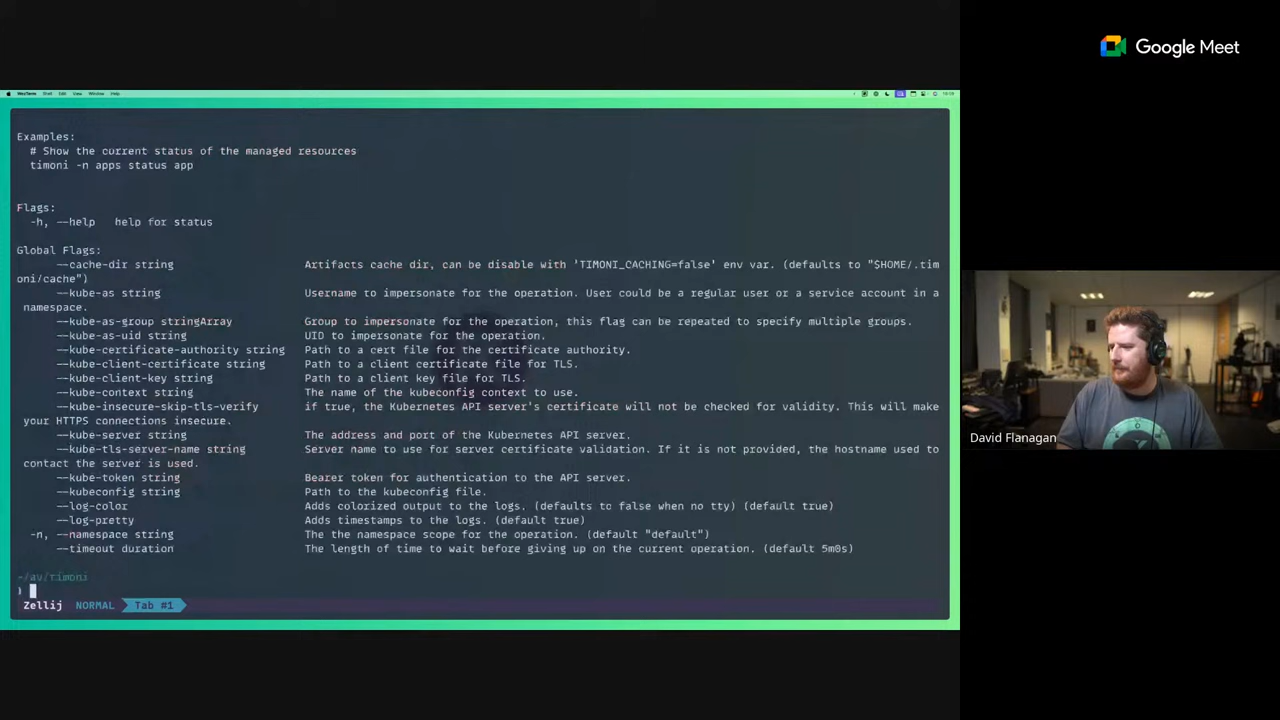 Google Meet
WezTerm Shell Edit View Window Help
Examples:
# Show the current status of the managed resources
timoni -n apps status app
Flags:
-h, --help help for status
Global Flags:
--cache-dir string Artifacts cache dir, can be disable with 'TIMONI_CACHING=false' env var. (defaults to "$HOME/.tim
oni/cache")
--kube-as string Username to impersonate for the operation. User could be a regular user or a service account in a
namespace.
--kube-as-group stringArray Group to impersonate for the operation, this flag can be repeated to specify multiple groups.
--kube-as-uid string UID to impersonate for the operation.
--kube-certificate-authority string Path to a cert file for the certificate authority.
--kube-client-certificate string Path to a client certificate file for TLS.
--kube-client-key string Path to a client key file for TLS.
--kube-context string The name of the kubeconfig context to use.
--kube-insecure-skip-tls-verify if true, the Kubernetes API server's certificate will not be checked for validity. This will make
your HTTPS connections insecure.
--kube-server string The address and port of the Kubernetes API server.
--kube-tls-server-name string Server name to use for server certificate validation. If it is not provided, the hostname used to
contact the server is used.
--kube-token string Bearer token for authentication to the API server.
--kubeconfig string Path to the kubeconfig file.
--log-color Adds colorized output to the logs. (defaults to false when no tty) (default true)
--log-pretty Adds timestamps to the logs. (default true)
-n, --namespace string The the namespace scope for the operation. (default "default")
--timeout duration The length of time to wait before giving up on the current operation. (default 5m0s)
~/av/timoni
Zellij NORMAL Tab #1
David Flanagan